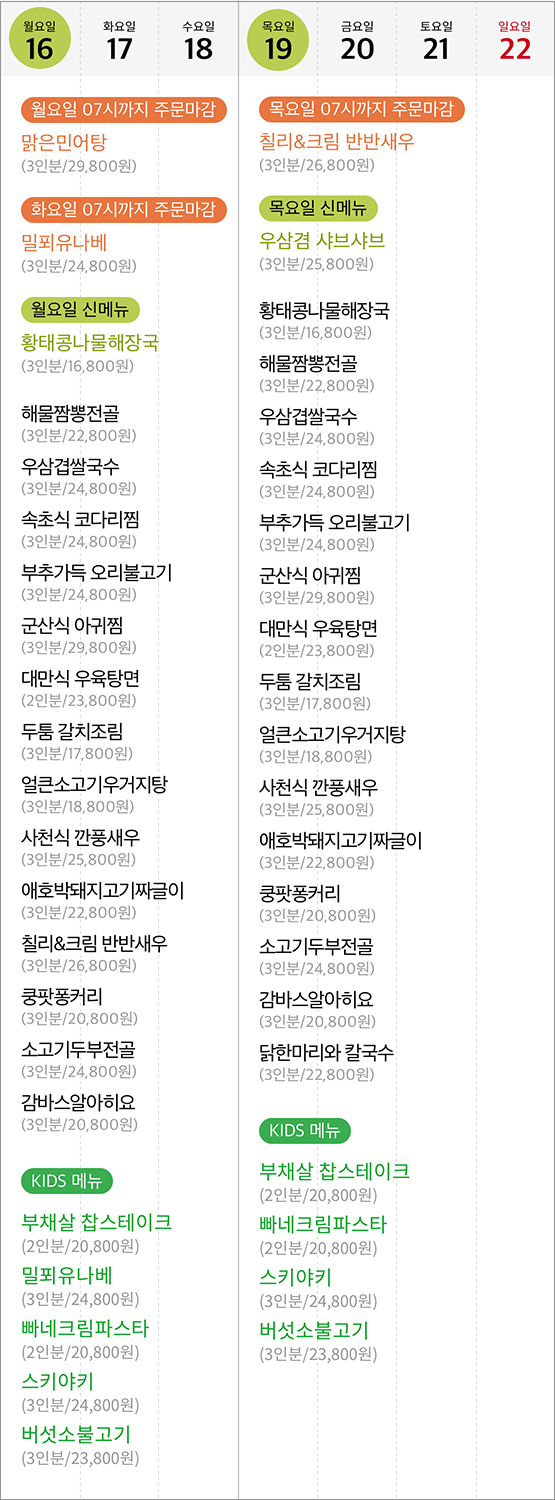 월요일 화요일 수요일 목요일 금요일 토요일 일요일
16 17 18 19 20 21 22
월요일 07시까지 주문마감
맑은민어탕
(3인분/29,800원)
화요일 07시까지 주문마감
밀푀유나베
(3인분/24,800원)
월요일 신메뉴
황태콩나물해장국
(3인분/16,800원)
해물짬뽕전골
(3인분/22,800원)
우삼겹쌀국수
(3인분/24,800원)
속초식 코다리찜
(3인분/24,800원)
부추가득 오리불고기
(3인분/24,800원)
군산식 아귀찜
(3인분/29,800원)
대만식 우육탕면
(2인분/23,800원)
두툼 갈치조림
(3인분/17,800원)
얼큰소고기우거지탕
(3인분/18,800원)
사천식 깐풍새우
(3인분/25,800원)
애호박돼지고기짜글이
(3인분/22,800원)
칠리&크림 반반새우
(3인분/26,800원)
쿵팟퐁커리
(3인분/20,800원)
소고기두부전골
(3인분/24,800원)
감바스알아히요
(3인분/20,800원)
KIDS 메뉴
부채살 찹스테이크
(2인분/20,800원)
밀푀유나베
(3인분/24,800원)
빠네크림파스타
(2인분/20,800원)
스키야키
(3인분/24,800원)
버섯소불고기
(3인분/23,800원)
목요일 07시까지 주문마감
칠리&크림 반반새우
(3인분/26,800원)
목요일 신메뉴
우삼겹 샤브샤브
(3인분/25,800원)
황태콩나물해장국
(3인분/16,800원)
해물짬뽕전골
(3인분/22,800원)
우삼겹쌀국수
(3인분/24,800원)
속초식 코다리찜
(3인분/24,800원)
부추가득 오리불고기
(3인분/24,800원)
군산식 아귀찜
(3인분/29,800원)
대만식 우육탕면
(2인분/23,800원)
두툼 갈치조림
(3인분/17,800원)
얼큰소고기우거지탕
(3인분/18,800원)
사천식 깐풍새우
(3인분/25,800원)
애호박돼지고기짜글이
(3인분/22,800원)
쿵팟퐁커리
(3인분/20,800원)
소고기두부전골
(3인분/24,800원)
감바스알아히요
(3인분/20,800원)
닭한마리와 칼국수
(3인분/22,800원)
KIDS 메뉴
부채살 찹스테이크
(2인분/20,800원)
빠네크림파스타
(2인분/20,800원)
스키야키
(3인분/24,800원)
버섯소불고기
(3인분/23,800원)